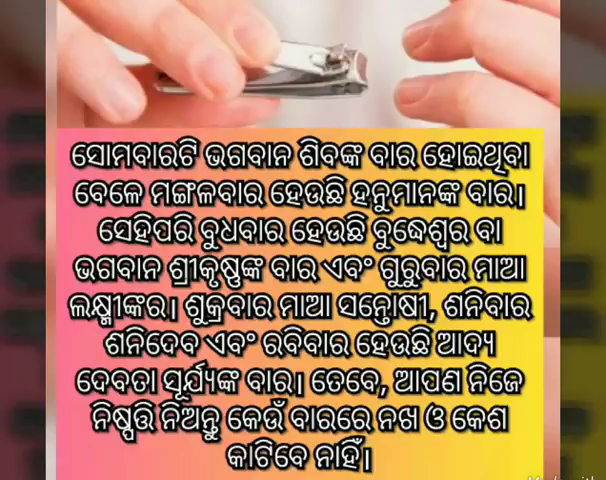 ସୋମବାରଟି ଭଗବାନ ଶିବଙ୍କ ବାର ହୋଇଥିବା
ବେଳେ ମଙ୍ଗଳବାର ହେଉଛି ହନୁମାନଙ୍କ ବାର।
ସେହିପରି ବୁଧବାର ହେଉଛି ବୁଦ୍ଧେଶ୍ୱର ବା
ଭଗବାନ ଶ୍ରୀକୃଷ୍ଣଙ୍କ ବାର ଏବଂ ଗୁରୁବାର ମାଆ
ଲକ୍ଷ୍ମୀଙ୍କର। ଶୁକ୍ରବାର ମାଆ ସନ୍ତୋଷୀ, ଶନିବାର
ଶନିଦେବ ଏବଂ ରବିବାର ହେଉଛି ଆଦ୍ୟ
ଦେବତା ସୂର୍ଯ୍ୟଙ୍କ ବାର। ତେବେ, ଆପଣ ନିଜେ
ନିଷ୍ପତ୍ତି ନିଅନ୍ତୁ କେଉଁ ବାରରେ ନଖ ଓ କେଶ
କାଟିବେ ନାହିଁ।